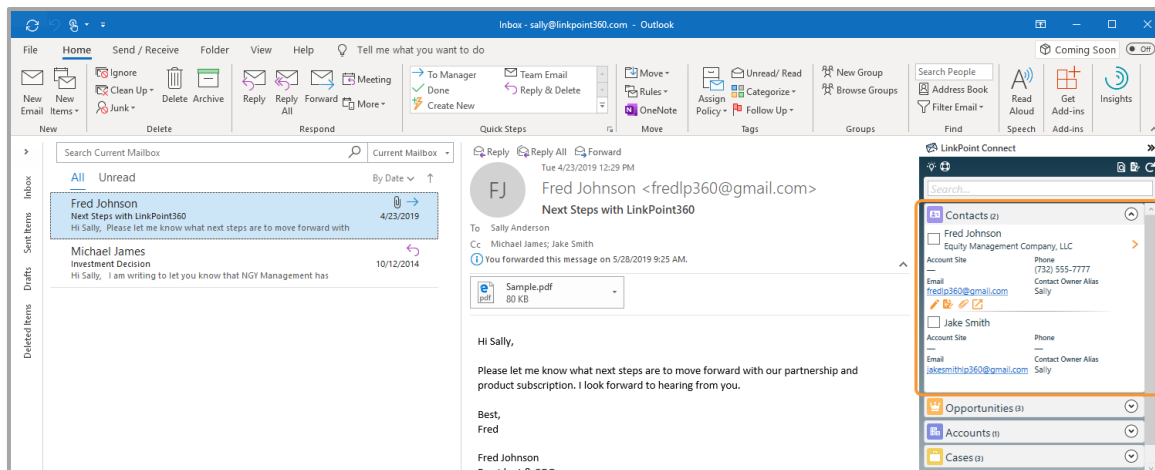 Inbox - sally@linkpoint360.com - Outlook
File Home Send / Receive Folder View Help Tell me what you want to do Coming Soon Off
New Email
New Items
New
Ignore
Clean Up
Junk
Delete
Archive
Delete
Reply
Reply All
Forward
Meeting
More
Respond
To Manager
Done
Create New
Team Email
Reply & Delete
Quick Steps
Move
Rules
OneNote
Move
Assign Policy
Unread/ Read
Categorize
Follow Up
Tags
New Group
Browse Groups
Groups
Search People
Address Book
Filter Email
Find
Read Aloud
Speech
Get Add-ins
Add-ins
Insights
Inbox
Sent Items
Drafts
Deleted Items
Search Current Mailbox Current Mailbox
All Unread By Date
Fred Johnson
Next Steps with LinkPoint360 4/23/2019
Hi Sally, Please let me know what next steps are to move forward with
Michael James
Investment Decision 10/12/2014
Hi Sally, I am writing to let you know that NGY Management has
Reply Reply All Forward
Tue 4/23/2019 12:29 PM
FJ
Fred Johnson <fredlp360@gmail.com>
Next Steps with LinkPoint360
To Sally Anderson
Cc Michael James; Jake Smith
You forwarded this message on 5/28/2019 9:25 AM.
pdf
Sample.pdf
80 KB
Hi Sally,
Please let me know what next steps are to move forward with our partnership and
product subscription. I look forward to hearing from you.
Best,
Fred
Fred Johnson
LinkPoint Connect
Search...
Contacts (2)
Fred Johnson
Equity Management Company, LLC
Account Site Phone
— (732) 555-7777
Email Contact Owner Alias
fredlp360@gmail.com Sally
Jake Smith
Account Site Phone
— —
Email Contact Owner Alias
jakesmithlp360@gmail.com Sally
Opportunities (3)
Accounts (1)
Cases (3)